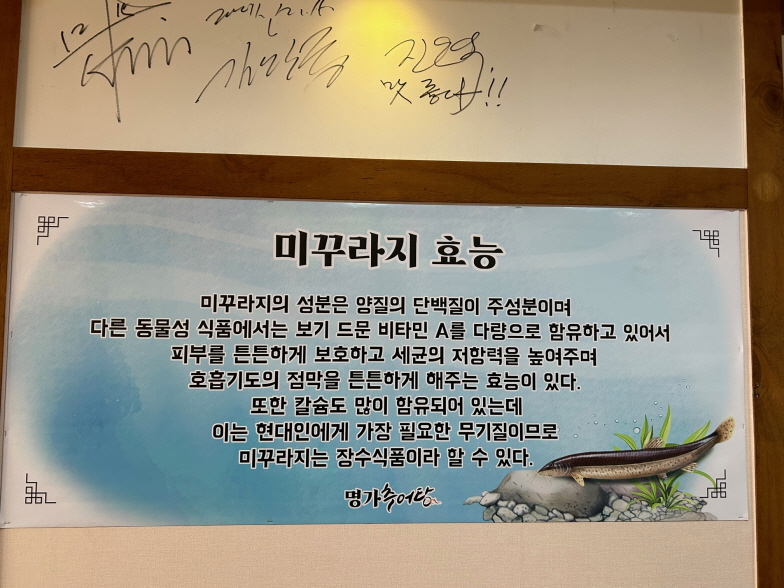 맛 좋다!!
미꾸라지 효능
미꾸라지의 성분은 양질의 단백질이 주성분이며
다른 동물성 식품에서는 보기 드문 비타민 A를 다량으로 함유하고 있어서
피부를 튼튼하게 보호하고 세균의 저항력을 높여주며
호흡기도의 점막을 튼튼하게 해주는 효능이 있다.
또한 칼슘도 많이 함유되어 있는데
이는 현대인에게 가장 필요한 무기질이므로
미꾸라지는 장수식품이라 할 수 있다.
명가추어탕